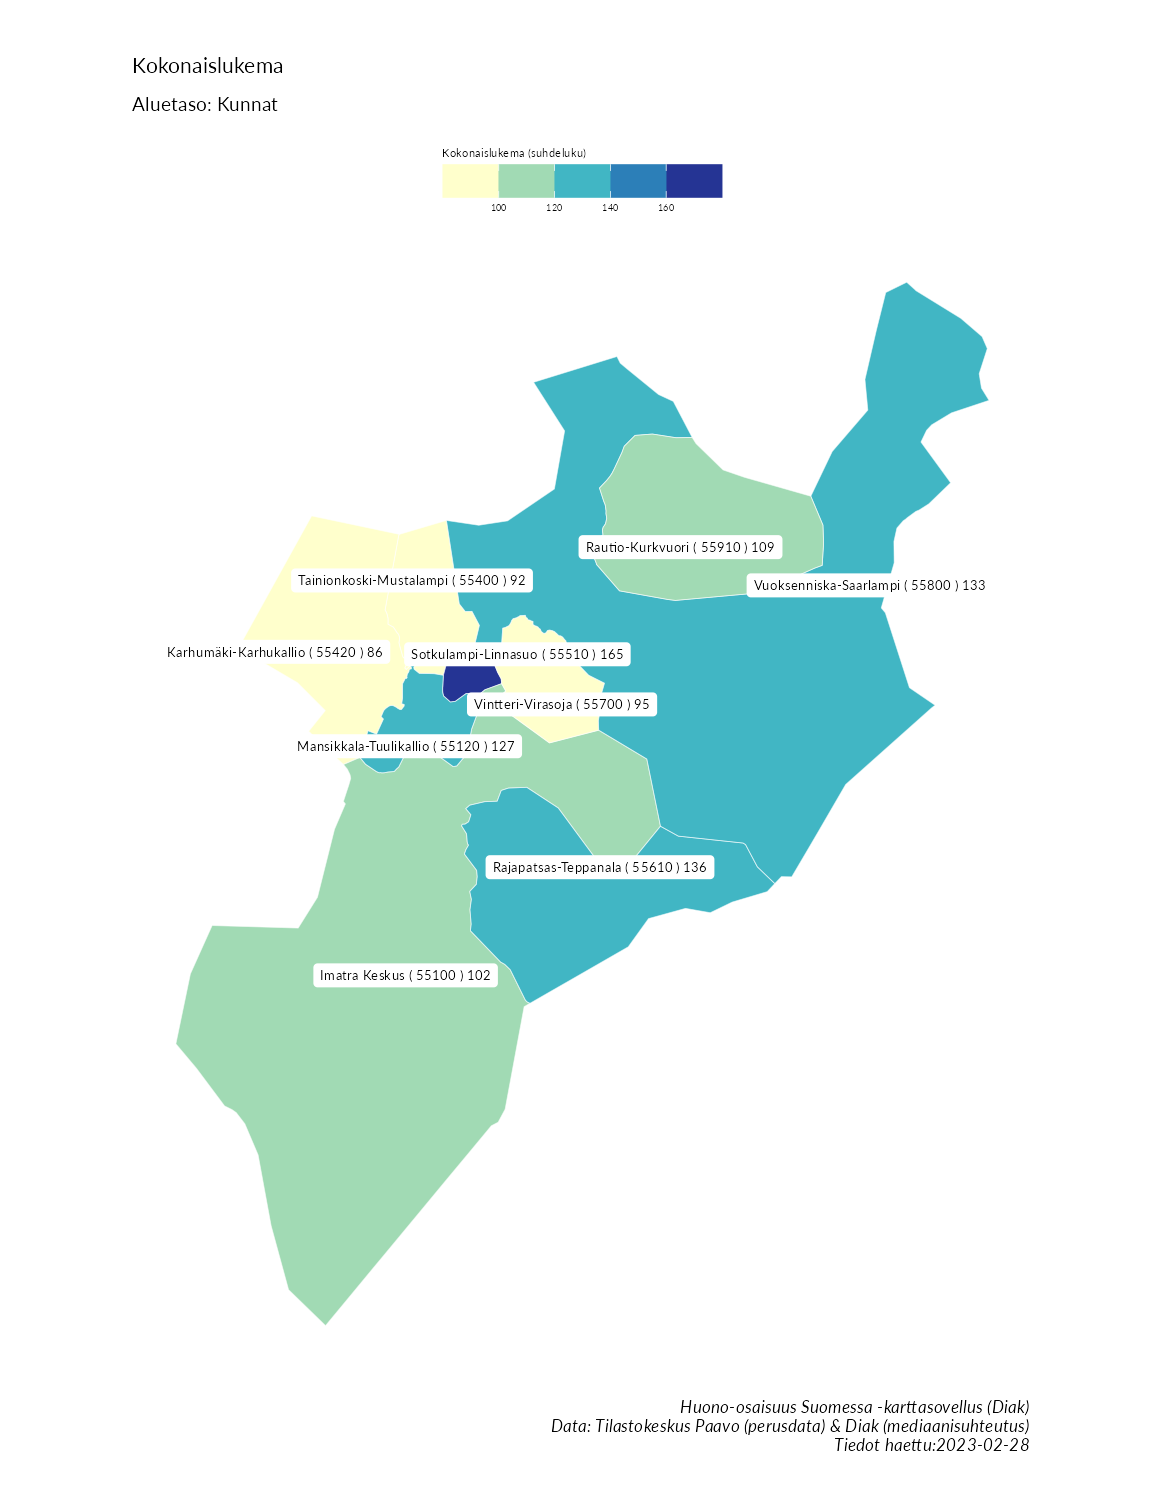 Kokonaislukema
Aluetaso: Kunnat
Kokonaislukema (suhdeluku)
100 120 140 160
Rautio-Kurkvuori ( 55910 ) 109
Tainionkoski-Mustalampi ( 55400 ) 92
Vuoksenniska-Saarlampi ( 55800 ) 133
Karhumäki-Karhukallio ( 55420 ) 86
Sotkulampi-Linnasuo ( 55510 ) 165
Vintteri-Virasoja ( 55700 ) 95
Mansikkala-Tuulikallio ( 55120 ) 127
Rajapatsas-Teppanala ( 55610 ) 136
Imatra Keskus ( 55100 ) 102
Huono-osaisuus Suomessa -karttasovellus (Diak)
Data: Tilastokeskus Paavo (perusdata) & Diak (mediaanisuhteutus)
Tiedot haettu:2023-02-28